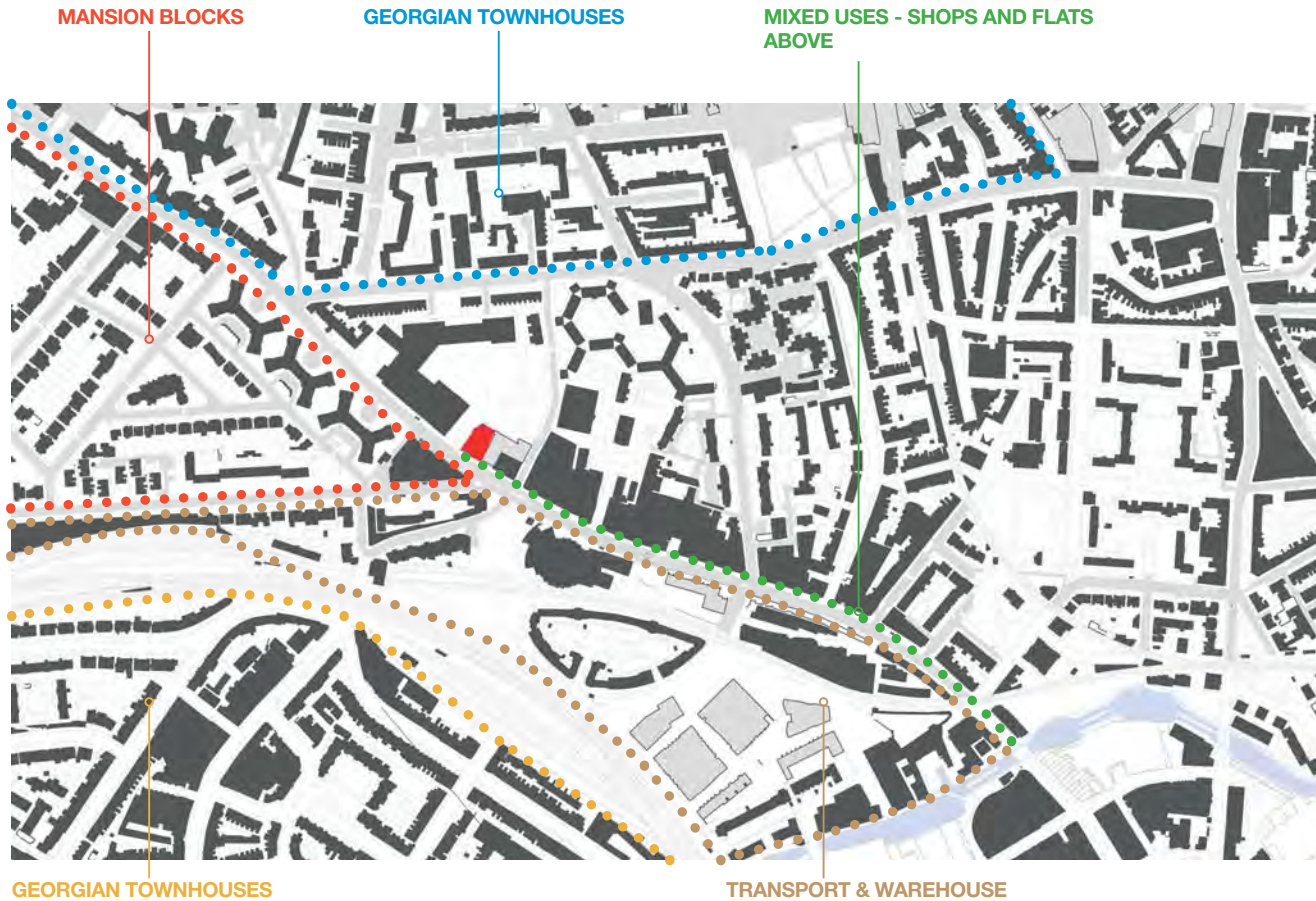 MANSION BLOCKS
GEORGIAN TOWNHOUSES
MIXED USES - SHOPS AND FLATS
ABOVE
GEORGIAN TOWNHOUSES
TRANSPORT & WAREHOUSE